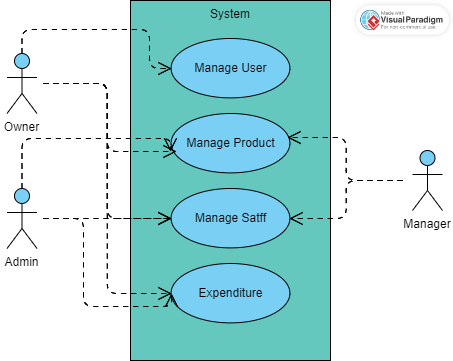 System
Made with
Visual Paradigm
For non-commercial use
Manage User
Owner
Manage Product
Manager
Manage Satff
Admin
Expenditure